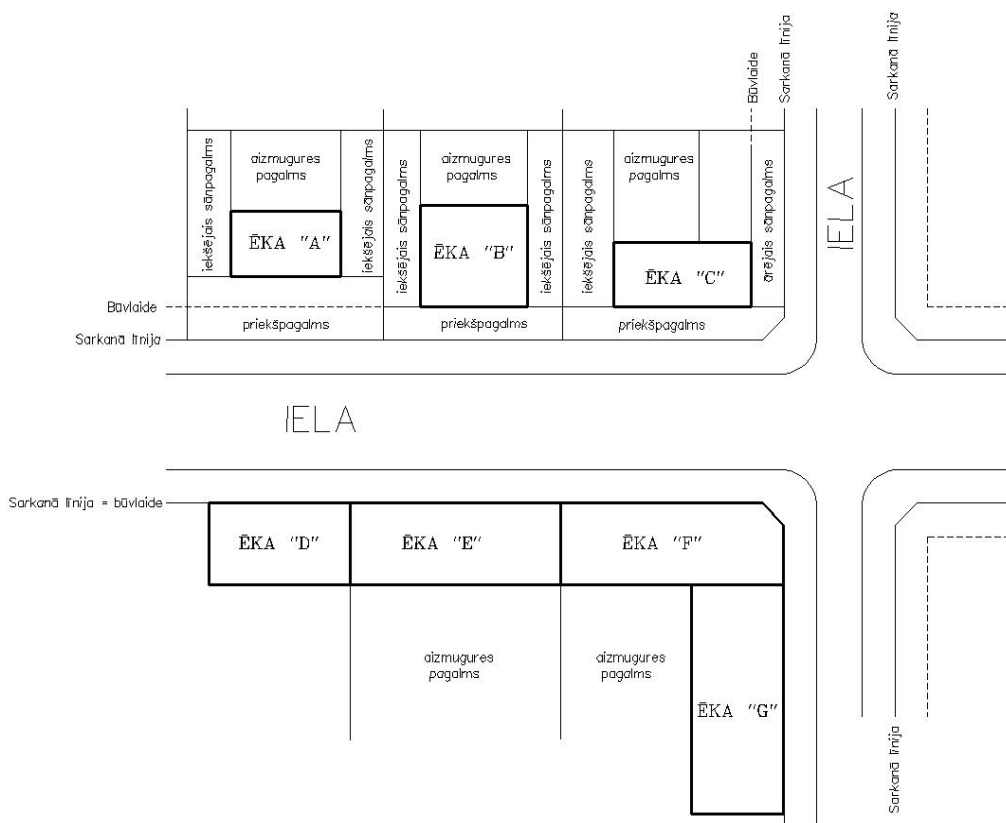 Būvlaide
Sarkanā līnija
Sarkanā līnija
iekšējais sānpagalms
aizmugures
pagalms
iekšējais sānpagalms
iekšējais sānpagalms
aizmugures
pagalms
iekšējais sānpagalms
iekšējais sānpagalms
aizmugures
pagalms
ārējais sānpagalms
IELA
ĒKA "A"
ĒKA "B"
ĒKA "C"
Būvlaide
priekšpagalms
priekšpagalms
priekšpagalms
Sarkanā līnija
IELA
Sarkanā līnija = būvlaide
ĒKA "D"
ĒKA "E"
ĒKA "F"
aizmugures
pagalms
aizmugures
pagalms
ĒKA "G"
Sarkanā līnija